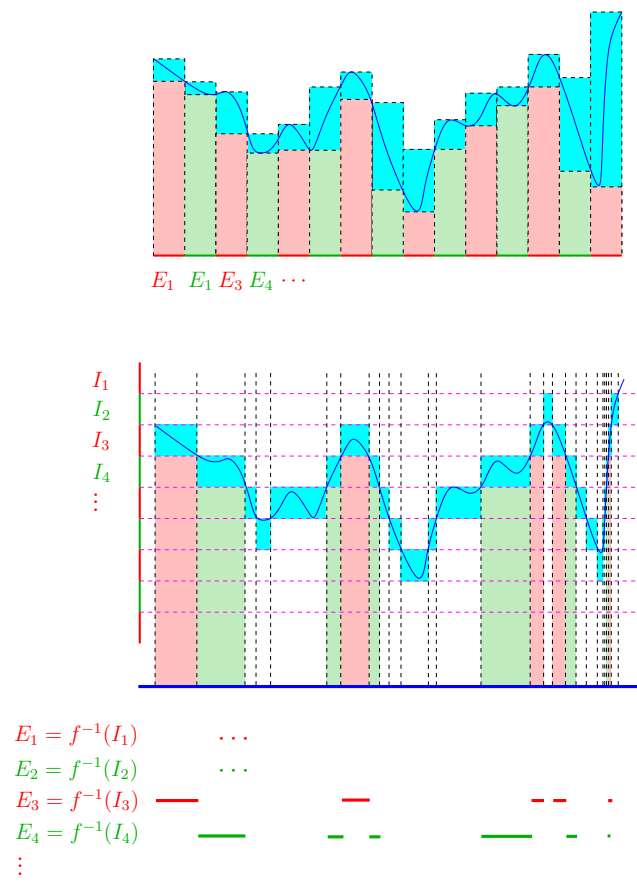 E₁ E₁ E₃ E₄ ···
I₁
I₂
I₃
I₄
⋮
E₁ = f⁻¹(I₁) ···
E₂ = f⁻¹(I₂) ···
E₃ = f⁻¹(I₃)
E₄ = f⁻¹(I₄)
⋮